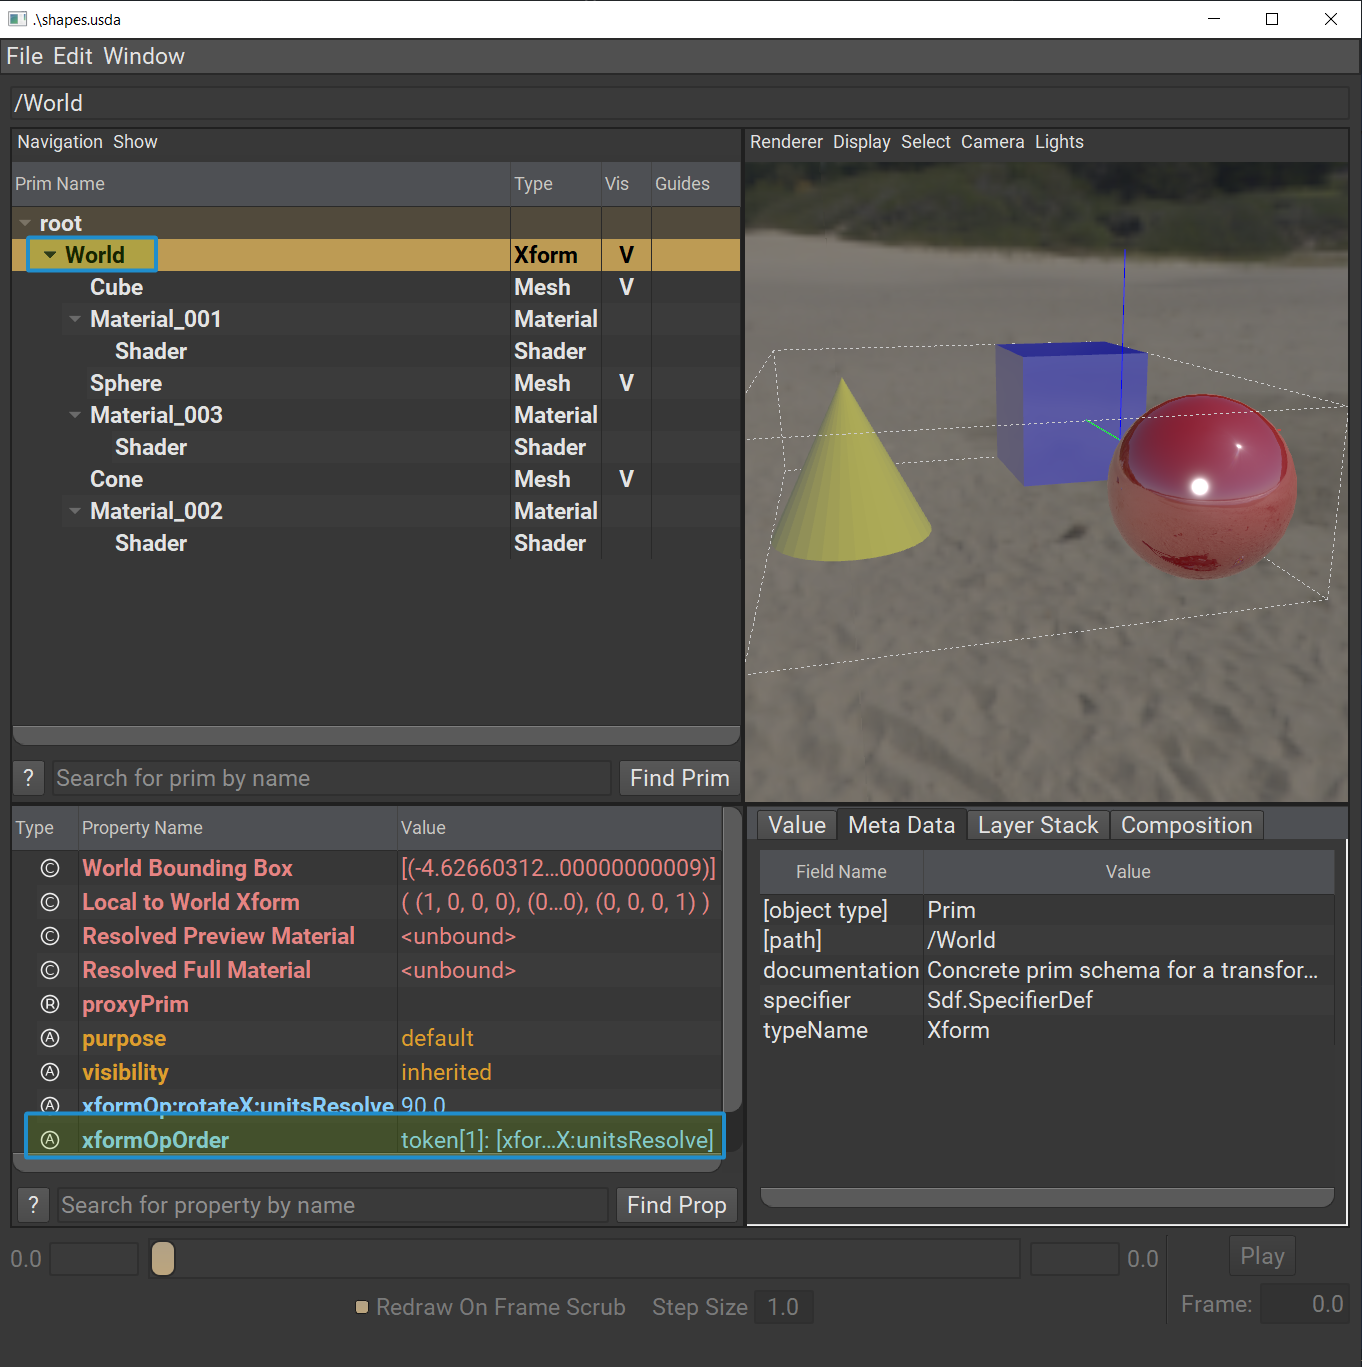 .\shapes.usda
File Edit Window
/World
Navigation Show
Prim Name Type Vis Guides
root
World Xform V
Cube Mesh V
Material_001 Material
Shader Shader
Sphere Mesh V
Material_003 Material
Shader Shader
Cone Mesh V
Material_002 Material
Shader Shader
? Search for prim by name Find Prim
Renderer Display Select Camera Lights
Type Property Name Value
C World Bounding Box [(-4.62660312...00000000009)]
C Local to World Xform ( (1, 0, 0, 0), (0...0), (0, 0, 0, 1) )
C Resolved Preview Material <unbound>
C Resolved Full Material <unbound>
R proxyPrim
A purpose default
A visibility inherited
A xformOp:rotateX:unitsResolve 90.0
A xformOpOrder token[1]: [xfor...X:unitsResolve]
? Search for property by name Find Prop
Value Meta Data Layer Stack Composition
Field Name Value
[object type] Prim
[path] /World
documentation Concrete prim schema for a transfor...
specifier Sdf.SpecifierDef
typeName Xform
0.0 0.0 Play
Redraw On Frame Scrub Step Size 1.0 Frame: 0.0